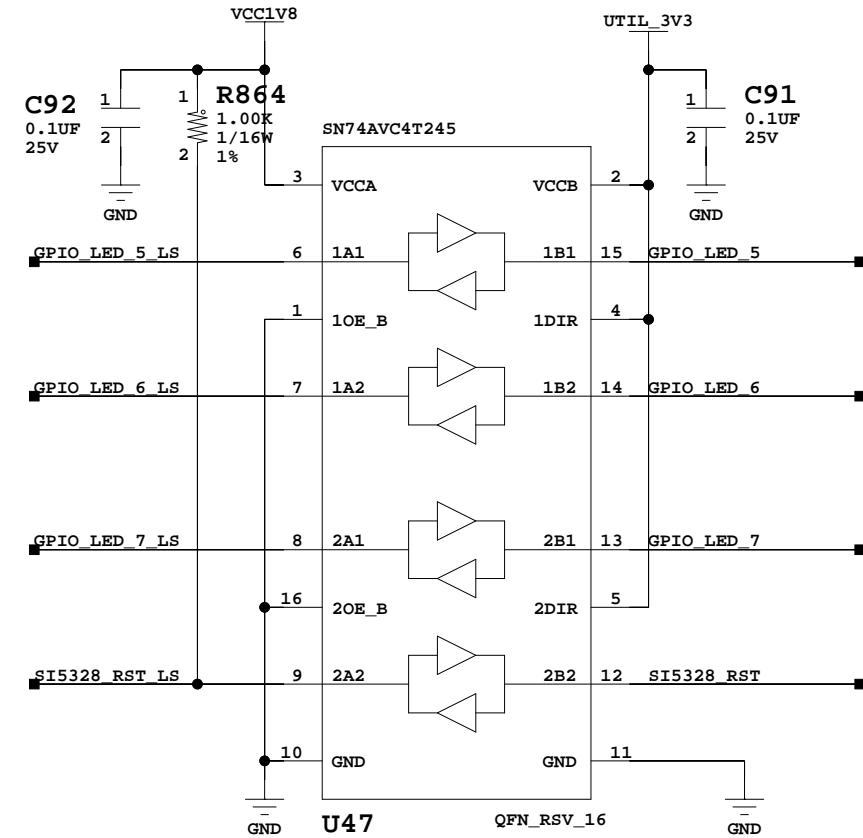 VCC1V8
UTIL_3V3
C92
0.1UF
25V
1
2
1
2
R864
1.00K
1/16W
1%
1
2
C91
0.1UF
25V
SN74AVC4T245
GND
3 VCCA VCCB 2
GND
GPIO_LED_5_LS 6 1A1 1B1 15 GPIO_LED_5
1 1OE_B 1DIR 4
GPIO_LED_6_LS 7 1A2 1B2 14 GPIO_LED_6
GPIO_LED_7_LS 8 2A1 2B1 13 GPIO_LED_7
16 2OE_B 2DIR 5
SI5328_RST_LS 9 2A2 2B2 12 SI5328_RST
10 GND GND 11
GND U47 QFN_RSV_16 GND